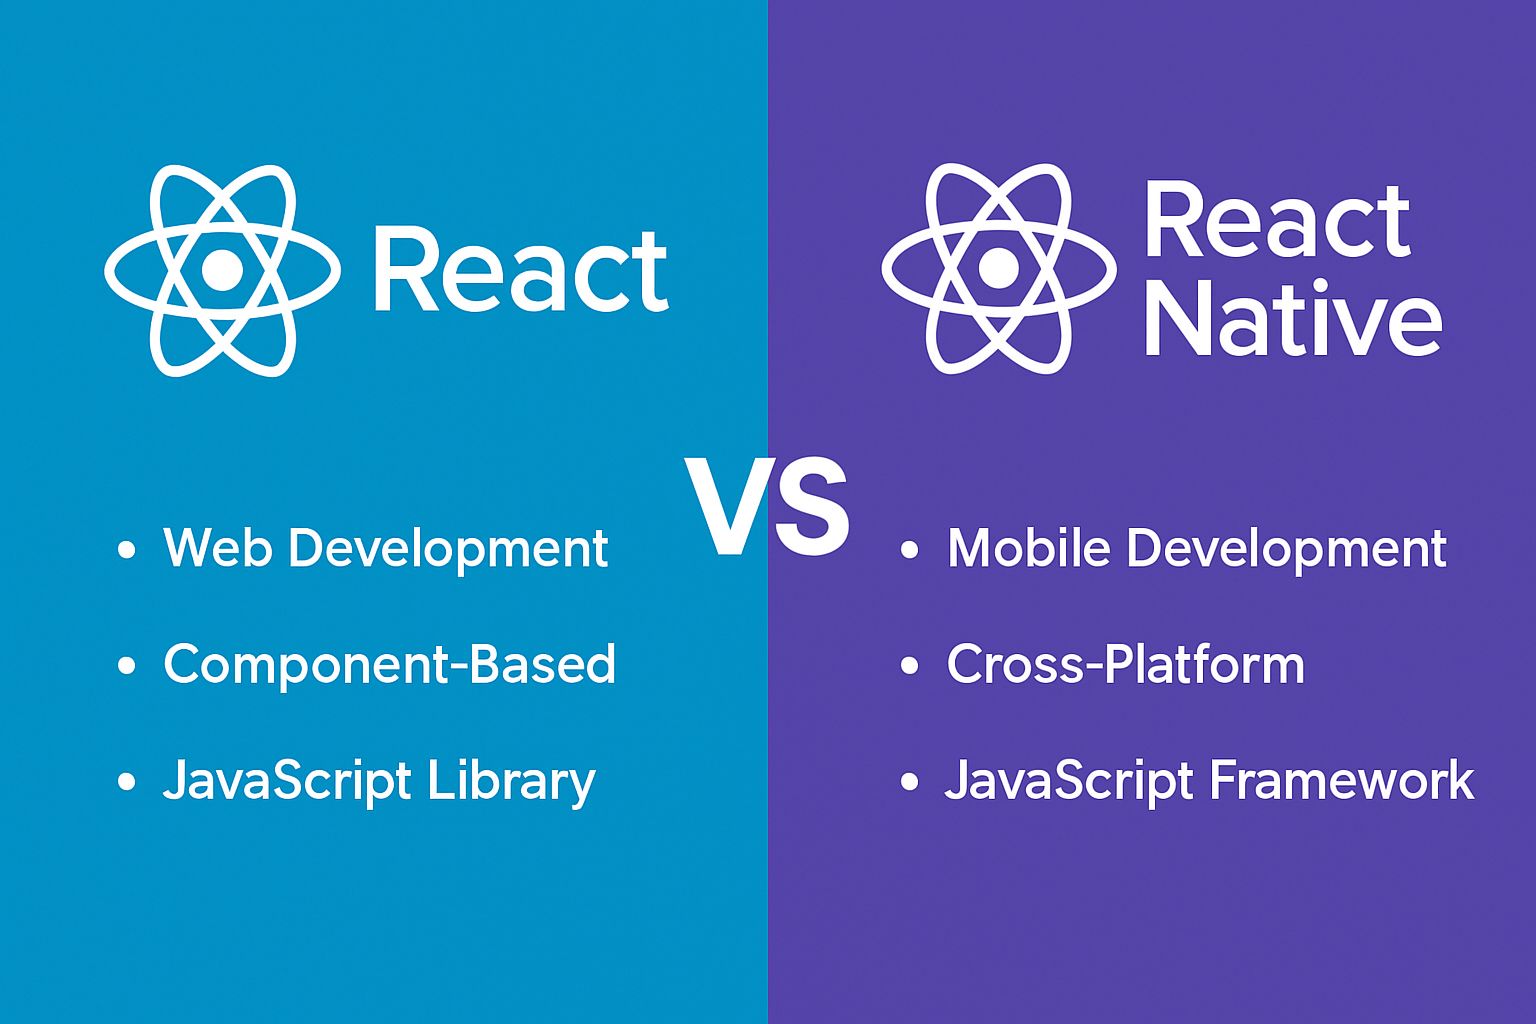 React
• Web Development
• Component-Based
• JavaScript Library
VS
React
Native
• Mobile Development
• Cross-Platform
• JavaScript Framework